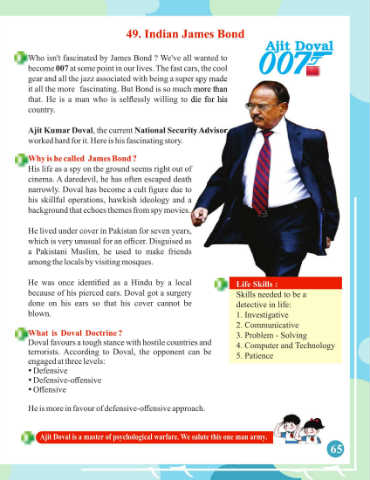 49. Indian James Bond
Ajit Doval
007
Who isn't fascinated by James Bond ? We've all wanted to
become 007 at some point in our lives. The fast cars, the cool
gear and all the jazz associated with being a super spy made
it all the more fascinating. But Bond is so much more than
that. He is a man who is selflessly willing to die for his
country.
Ajit Kumar Doval, the current National Security Advisor
worked hard for it. Here is his fascinating story.
Why is he called James Bond ?
His life as a spy on the ground seems right out of
cinema. A daredevil, he has often escaped death
narrowly. Doval has become a cult figure due to
his skillful operations, hawkish ideology and a
background that echoes themes from spy movies.
He lived under cover in Pakistan for seven years,
which is very unusual for an officer. Disguised as
a Pakistani Muslim, he used to make friends
among the locals by visiting mosques.
He was once identified as a Hindu by a local
because of his pierced ears. Doval got a surgery
done on his ears so that his cover cannot be
blown.
What is Doval Doctrine ?
Doval favours a tough stance with hostile countries and
terrorists. According to Doval, the opponent can be
engaged at three levels:
• Defensive
• Defensive-offensive
• Offensive
He is more in favour of defensive-offensive approach.
Life Skills :
Skills needed to be a
detective in life:
1. Investigative
2. Communicative
3. Problem - Solving
4. Computer and Technology
5. Patience
Ajit Doval is a master of psychological warfare. We salute this one man army.
65